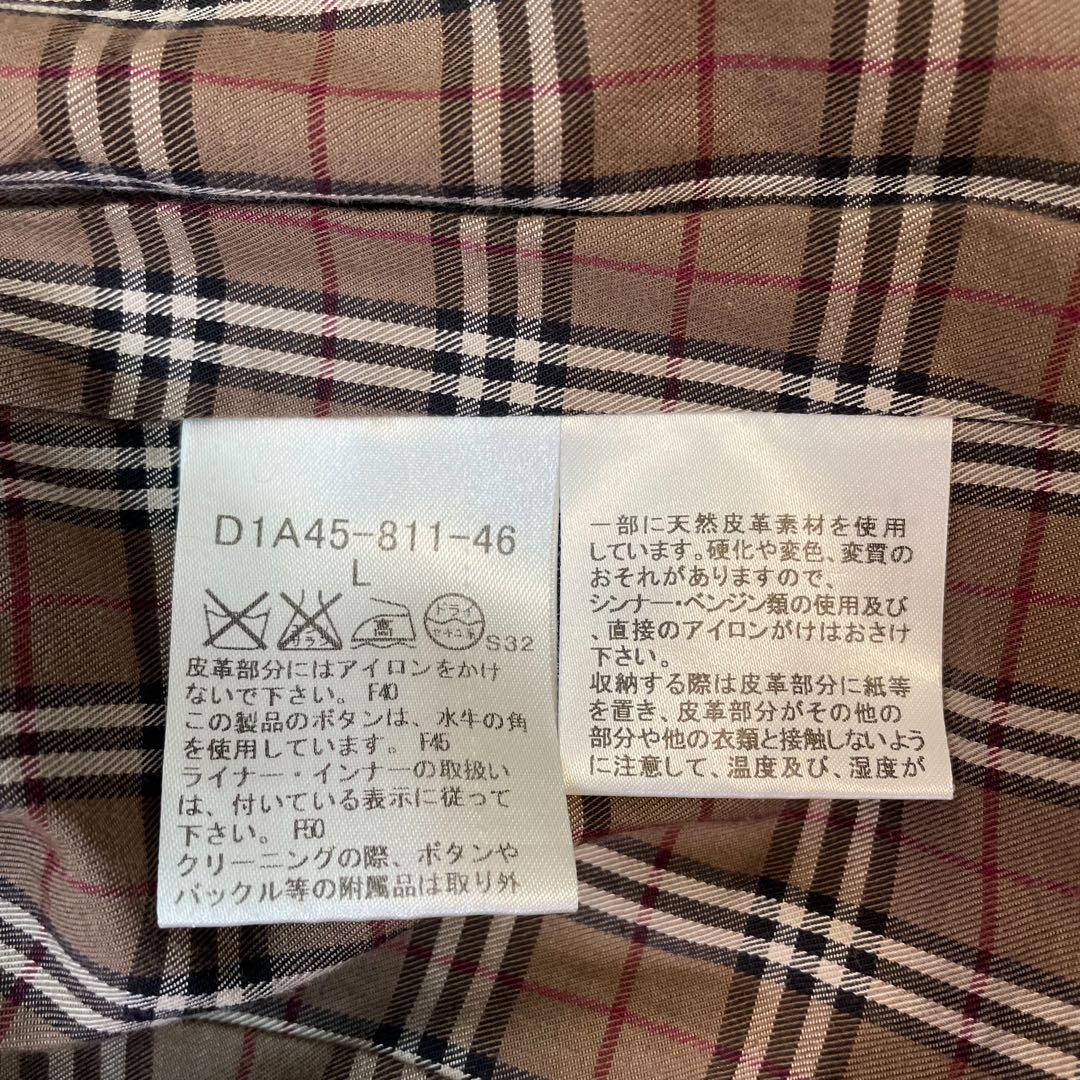 D1A45-811-46
L
高
ドライ
S32
皮革部分にはアイロンをかけ
ないで下さい。 F40
この製品のボタンは、水牛の角
を使用しています。 F45
ライナー・インナーの取扱い
は、付いている表示に従って
下さい。 F50
クリーニングの際、ボタンや
バックル等の附属品は取り外
一部に天然皮革素材を使用
しています。硬化や変色、変質の
おそれがありますので、
シンナー・ベンジン類の使用及び
、直接のアイロンがけはおさけ
下さい。
収納する際は皮革部分に紙等
を置き、皮革部分がその他の
部分や他の衣類と接触しないよう
に注意して、温度及び、湿度が